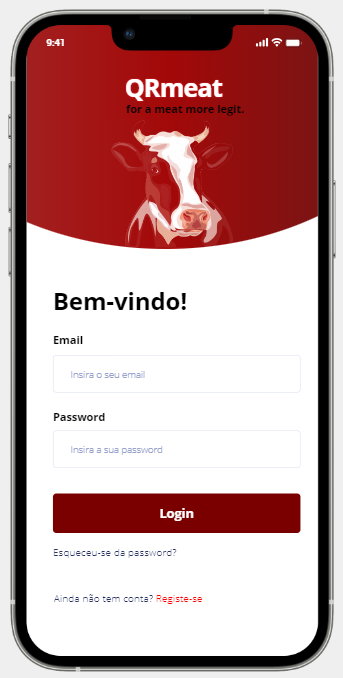 9:41
QRmeat
for a meat more legit.
Bem-vindo!
Email
Insira o seu email
Password
Insira a sua password
Login
Esqueceu-se da password?
Ainda não tem conta? Registe-se